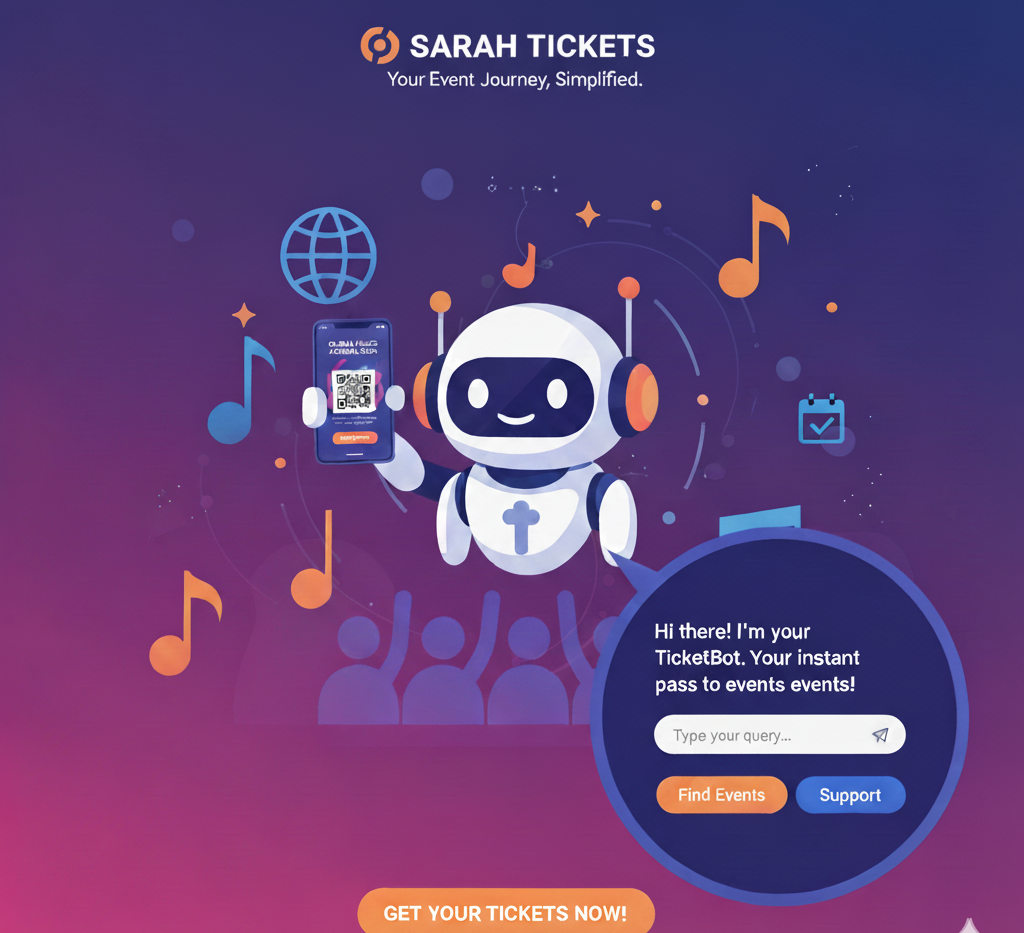 SARAH TICKETS
Your Event Journey, Simplified.
Hi there! I'm your
TicketBot. Your instant
pass to events events!
Type your query...
Find Events
Support
GET YOUR TICKETS NOW!